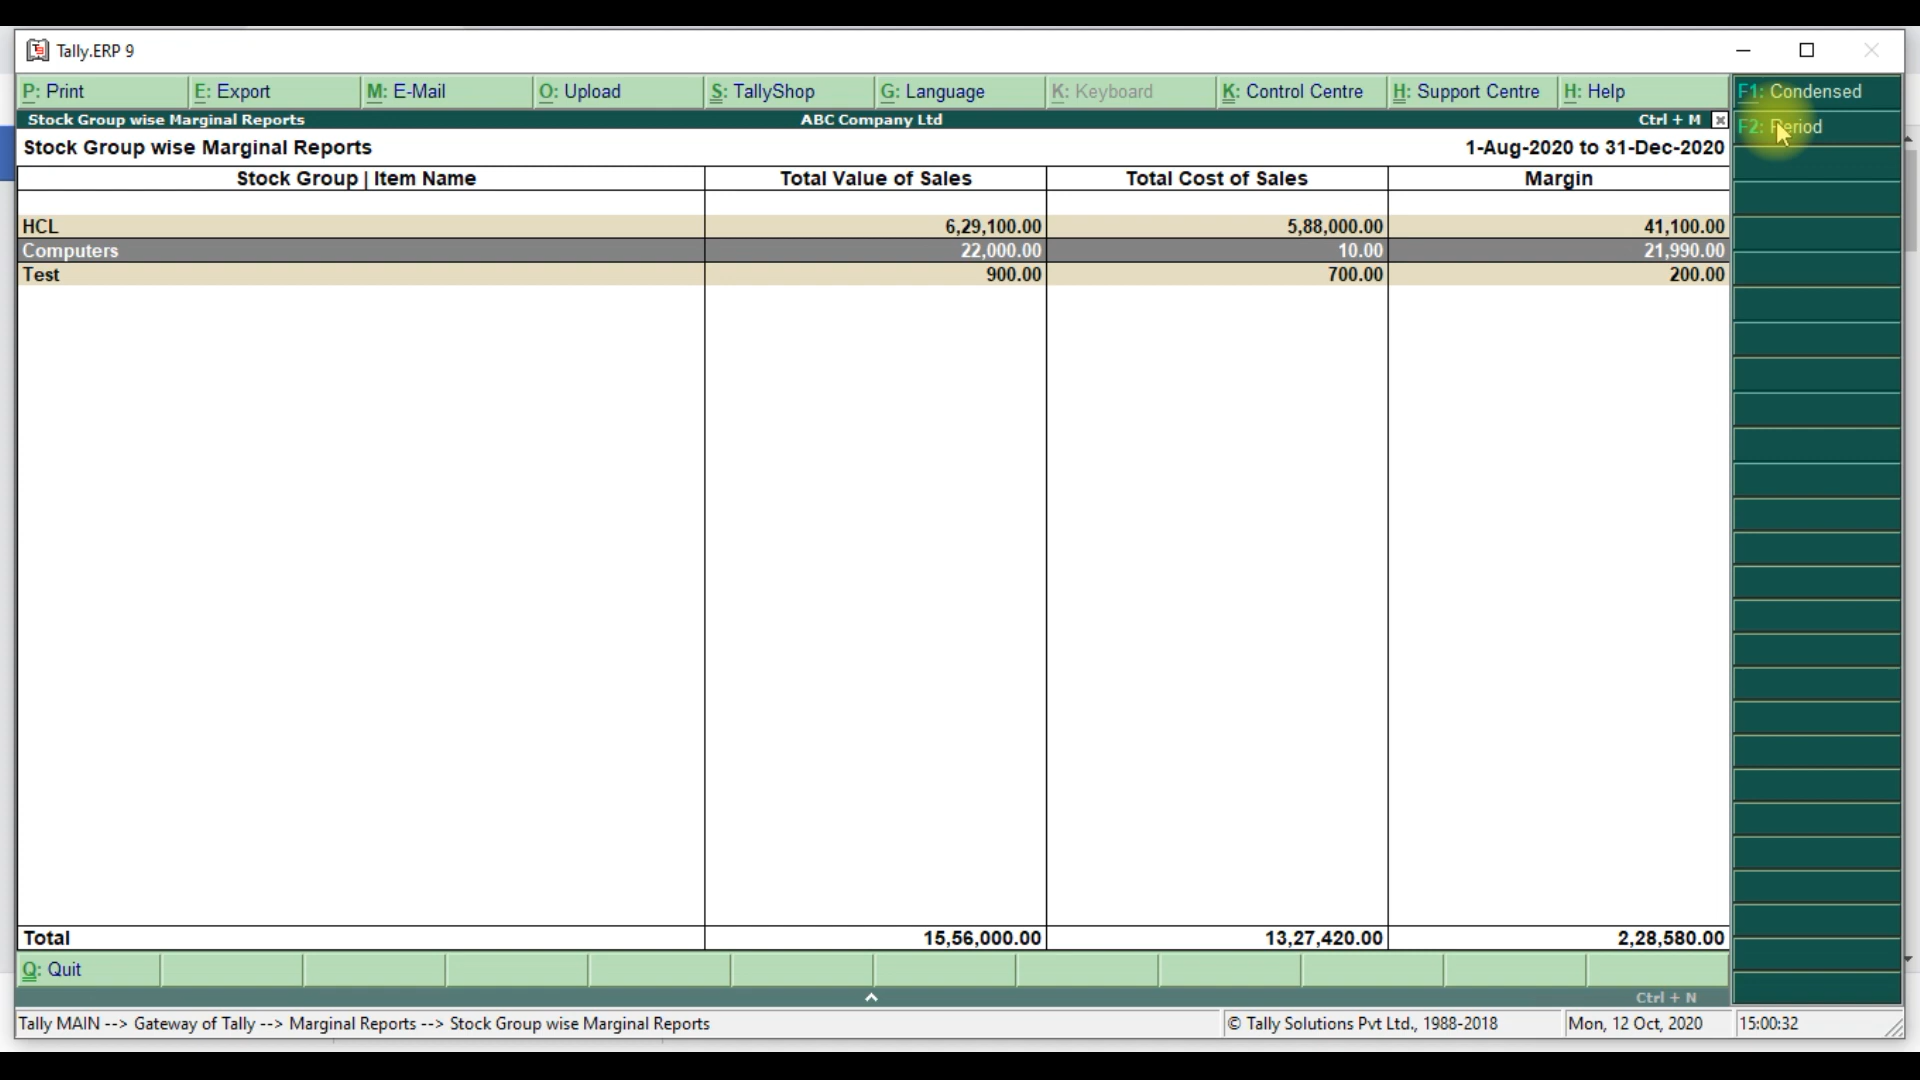 Tally.ERP 9
P: Print E: Export M: E-Mail O: Upload S: TallyShop G: Language K: Keyboard K: Control Centre H: Support Centre H: Help F1: Condensed
Stock Group wise Marginal Reports ABC Company Ltd Ctrl + M F2: Period
Stock Group wise Marginal Reports 1-Aug-2020 to 31-Dec-2020
Stock Group | Item Name Total Value of Sales Total Cost of Sales Margin
HCL 6,29,100.00 5,88,000.00 41,100.00
Computers 22,000.00 10.00 21,990.00
Test 900.00 700.00 200.00
Total 15,56,000.00 13,27,420.00 2,28,580.00
Q: Quit
Ctrl + N
Tally MAIN --> Gateway of Tally --> Marginal Reports --> Stock Group wise Marginal Reports © Tally Solutions Pvt Ltd., 1988-2018 Mon, 12 Oct, 2020 15:00:32